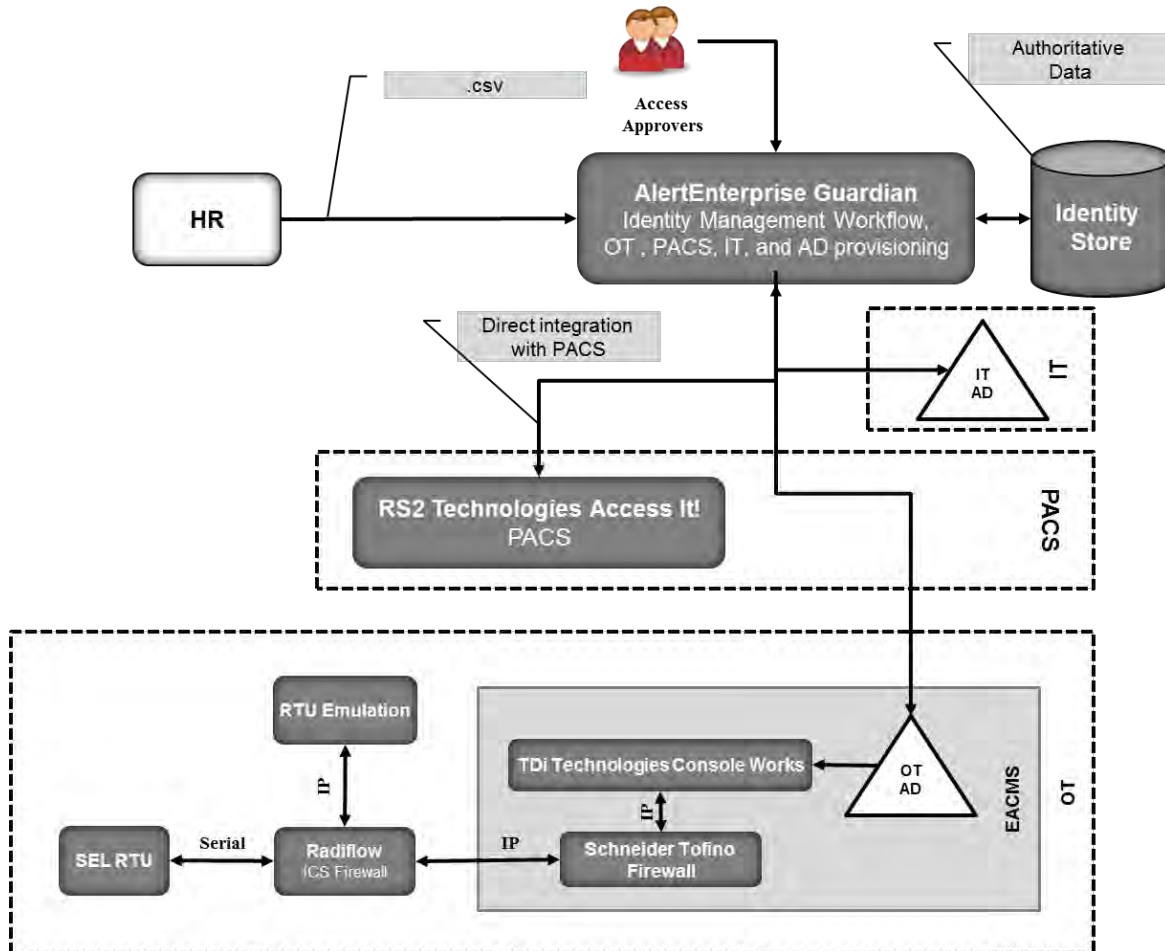 Authoritative
Data
.csv
Access
Approvers
AlertEnterprise Guardian
Identity Management Workflow,
OT , PACS, IT, and AD provisioning
HR
Identity
Store
Direct integration
with PACS
IT
AD
IT
RS2 Technologies Access It!
PACS
PACS
RTU Emulation
TDi Technologies Console Works
OT
AD
EACMS
OT
IP
IP
SEL RTU
Serial
Radiflow
ICS Firewall
IP
Schneider Tofino
Firewall